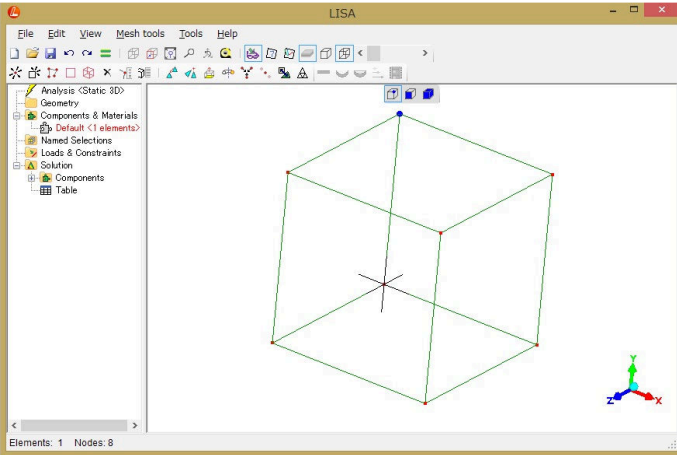 LISA
File Edit View Mesh tools Tools Help
Analysis <Static 3D>
Geometry
Components & Materials
Default <1 elements>
Named Selections
Loads & Constraints
Solution
Components
Table
Y
Z X
Elements: 1 Nodes: 8